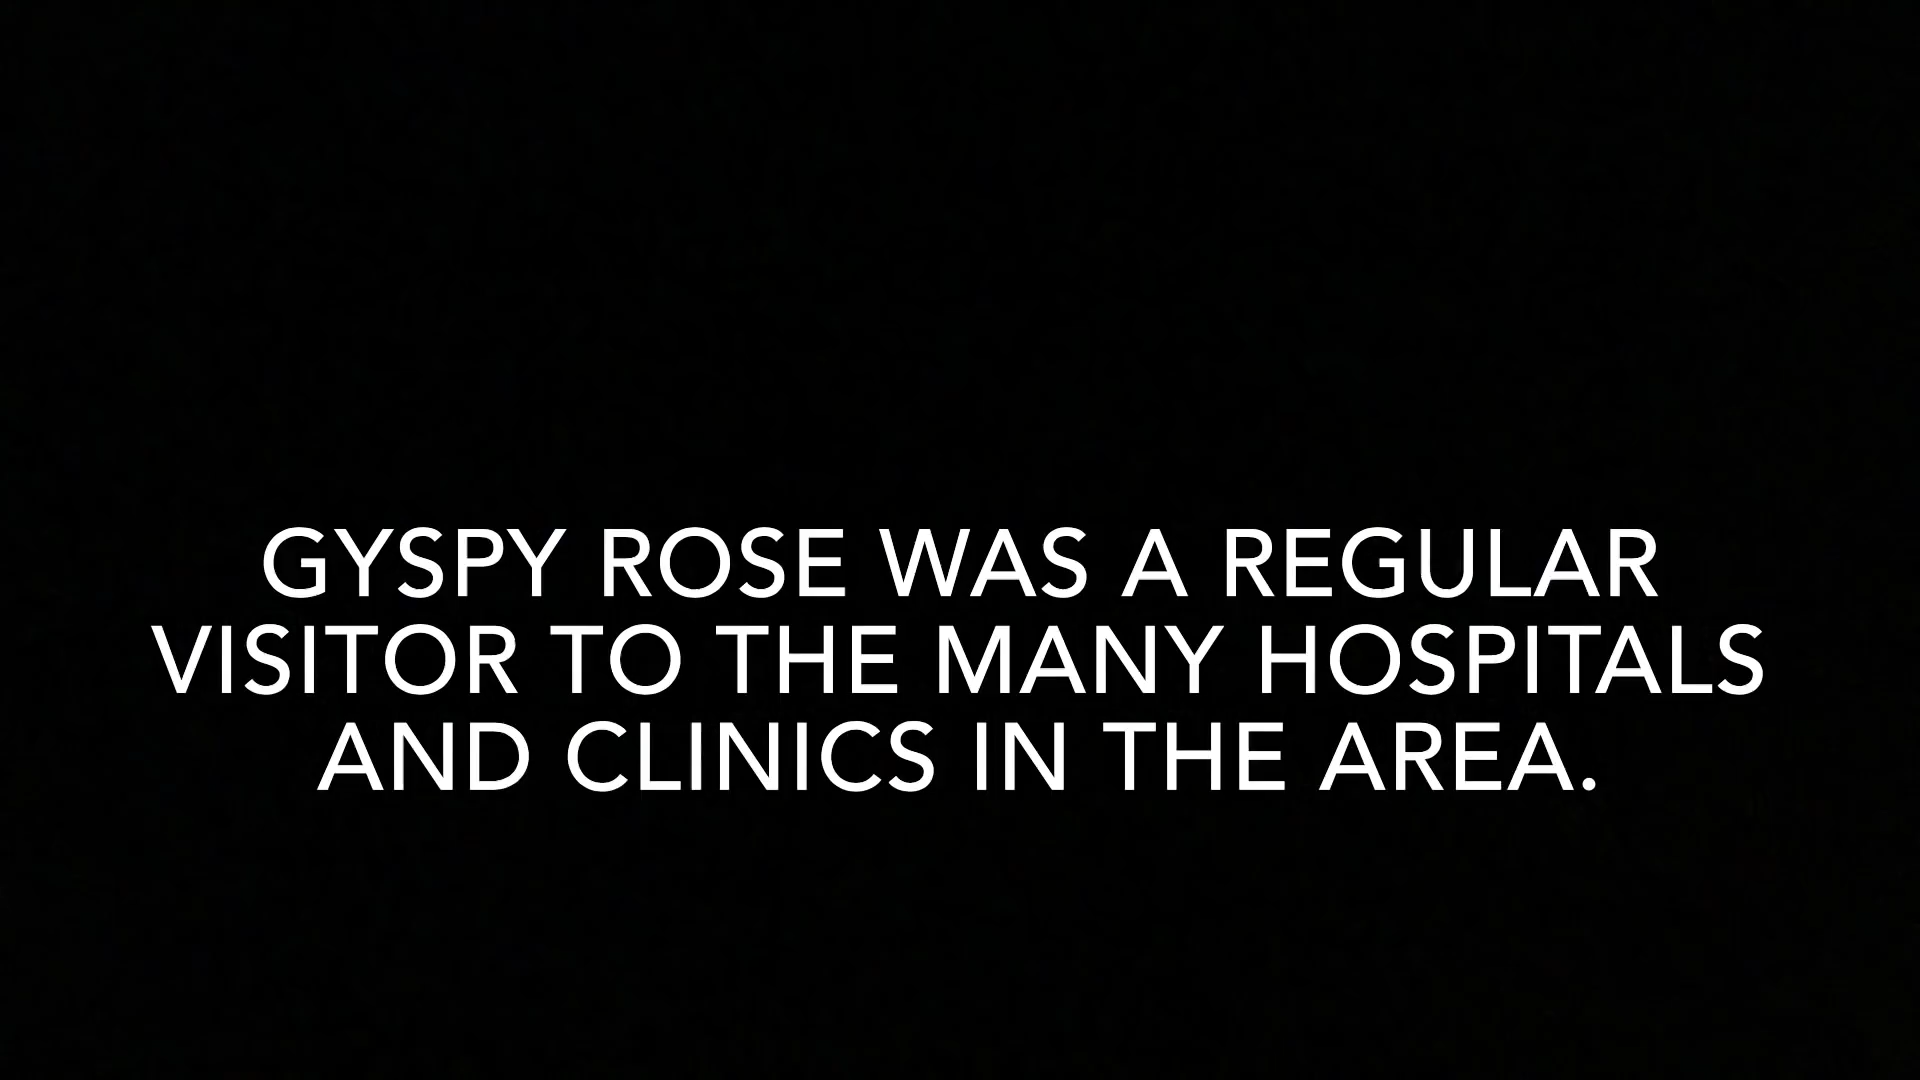 GYSPY ROSE WAS A REGULAR
VISITOR TO THE MANY HOSPITALS
AND CLINICS IN THE AREA.